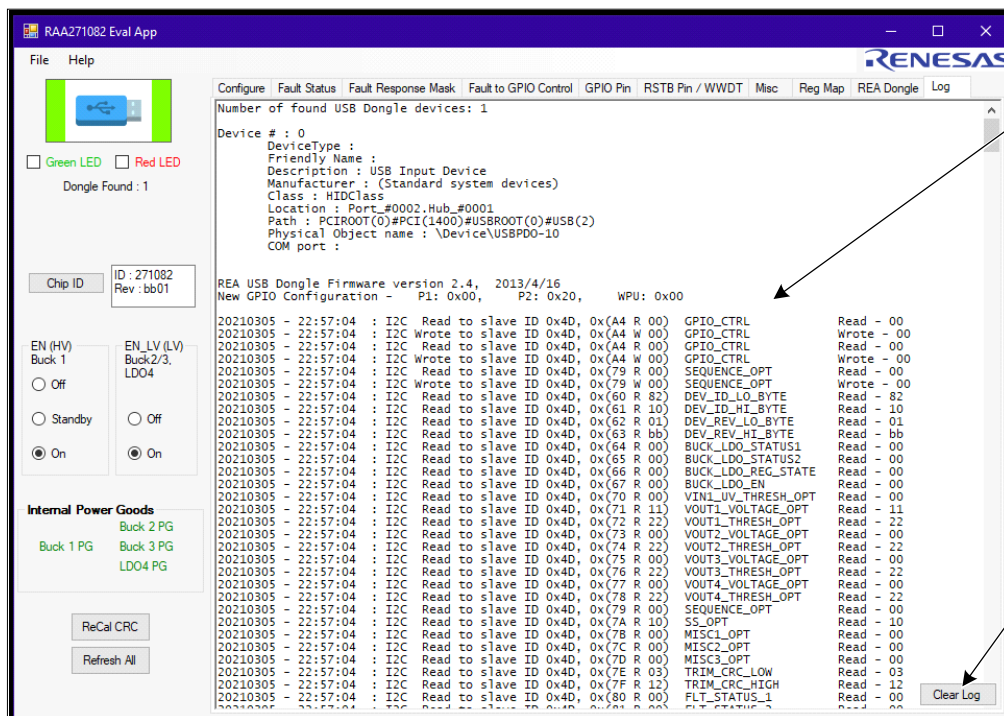 RAA271082 Eval App
File Help
RENESAS
Configure Fault Status Fault Response Mask Fault to GPIO Control GPIO Pin RSTB Pin / WWDT Misc Reg Map REA Dongle Log
Green LED Red LED
Dongle Found : 1
Chip ID
ID : 271082
Rev : bb01
EN (HV)
Buck 1
Off
Standby
On
EN_LV (LV)
Buck2/3,
LDO4
Off
On
Internal Power Goods
Buck 2 PG
Buck 1 PG Buck 3 PG
LDO4 PG
ReCal CRC
Refresh All
Number of found USB Dongle devices: 1
Device # : 0
DeviceType :
Friendly Name :
Description : USB Input Device
Manufacturer : (Standard system devices)
Class : HIDClass
Location : Port_#0002.Hub_#0001
Path : PCIROOT(0)#PCI(1400)#USBROOT(0)#USB(2)
Physical Object name : \Device\USBPDO-10
COM port :
REA USB Dongle Firmware version 2.4, 2013/4/16
New GPIO Configuration - P1: 0x00, P2: 0x20, WPU: 0x00
20210305 - 22:57:04 : I2C Read to slave ID 0x4D, 0x(A4 R 00) GPIO_CTRL Read - 00
20210305 - 22:57:04 : I2C Wrote to slave ID 0x4D, 0x(A4 W 00) GPIO_CTRL Wrote - 00
20210305 - 22:57:04 : I2C Read to slave ID 0x4D, 0x(A4 R 00) GPIO_CTRL Read - 00
20210305 - 22:57:04 : I2C Wrote to slave ID 0x4D, 0x(A4 W 00) GPIO_CTRL Wrote - 00
20210305 - 22:57:04 : I2C Read to slave ID 0x4D, 0x(79 R 00) SEQUENCE_OPT Read - 00
20210305 - 22:57:04 : I2C Wrote to slave ID 0x4D, 0x(79 W 00) SEQUENCE_OPT Wrote - 00
20210305 - 22:57:04 : I2C Read to slave ID 0x4D, 0x(60 R 82) DEV_ID_LO_BYTE Read - 82
20210305 - 22:57:04 : I2C Read to slave ID 0x4D, 0x(61 R 10) DEV_ID_HI_BYTE Read - 10
20210305 - 22:57:04 : I2C Read to slave ID 0x4D, 0x(62 R 01) DEV_REV_LO_BYTE Read - 01
20210305 - 22:57:04 : I2C Read to slave ID 0x4D, 0x(63 R bb) DEV_REV_HI_BYTE Read - bb
20210305 - 22:57:04 : I2C Read to slave ID 0x4D, 0x(64 R 00) BUCK_LDO_STATUS1 Read - 00
20210305 - 22:57:04 : I2C Read to slave ID 0x4D, 0x(65 R 00) BUCK_LDO_STATUS2 Read - 00
20210305 - 22:57:04 : I2C Read to slave ID 0x4D, 0x(66 R 00) BUCK_LDO_REG_STATE Read - 00
20210305 - 22:57:04 : I2C Read to slave ID 0x4D, 0x(67 R 00) BUCK_LDO_EN Read - 00
20210305 - 22:57:04 : I2C Read to slave ID 0x4D, 0x(70 R 00) VIN1_UV_THRESH_OPT Read - 00
20210305 - 22:57:04 : I2C Read to slave ID 0x4D, 0x(71 R 11) VOUT1_VOLTAGE_OPT Read - 11
20210305 - 22:57:04 : I2C Read to slave ID 0x4D, 0x(72 R 22) VOUT1_THRESH_OPT Read - 22
20210305 - 22:57:04 : I2C Read to slave ID 0x4D, 0x(73 R 00) VOUT2_VOLTAGE_OPT Read - 00
20210305 - 22:57:04 : I2C Read to slave ID 0x4D, 0x(74 R 22) VOUT2_THRESH_OPT Read - 22
20210305 - 22:57:04 : I2C Read to slave ID 0x4D, 0x(75 R 00) VOUT3_VOLTAGE_OPT Read - 00
20210305 - 22:57:04 : I2C Read to slave ID 0x4D, 0x(76 R 22) VOUT3_THRESH_OPT Read - 22
20210305 - 22:57:04 : I2C Read to slave ID 0x4D, 0x(77 R 00) VOUT4_VOLTAGE_OPT Read - 00
20210305 - 22:57:04 : I2C Read to slave ID 0x4D, 0x(78 R 22) VOUT4_THRESH_OPT Read - 22
20210305 - 22:57:04 : I2C Read to slave ID 0x4D, 0x(79 R 00) SEQUENCE_OPT Read - 00
20210305 - 22:57:04 : I2C Read to slave ID 0x4D, 0x(7A R 10) SS_OPT Read - 10
20210305 - 22:57:04 : I2C Read to slave ID 0x4D, 0x(7B R 00) MISC1_OPT Read - 00
20210305 - 22:57:04 : I2C Read to slave ID 0x4D, 0x(7C R 00) MISC2_OPT Read - 00
20210305 - 22:57:04 : I2C Read to slave ID 0x4D, 0x(7D R 00) MISC3_OPT Read - 00
20210305 - 22:57:04 : I2C Read to slave ID 0x4D, 0x(7E R 03) TRIM_CRC_LOW Read - 03
20210305 - 22:57:04 : I2C Read to slave ID 0x4D, 0x(7F R 12) TRIM_CRC_HIGH Read - 12
20210305 - 22:57:04 : I2C Read to slave ID 0x4D, 0x(80 R 00) FLT_STATUS_1 Read - 00
Clear Log